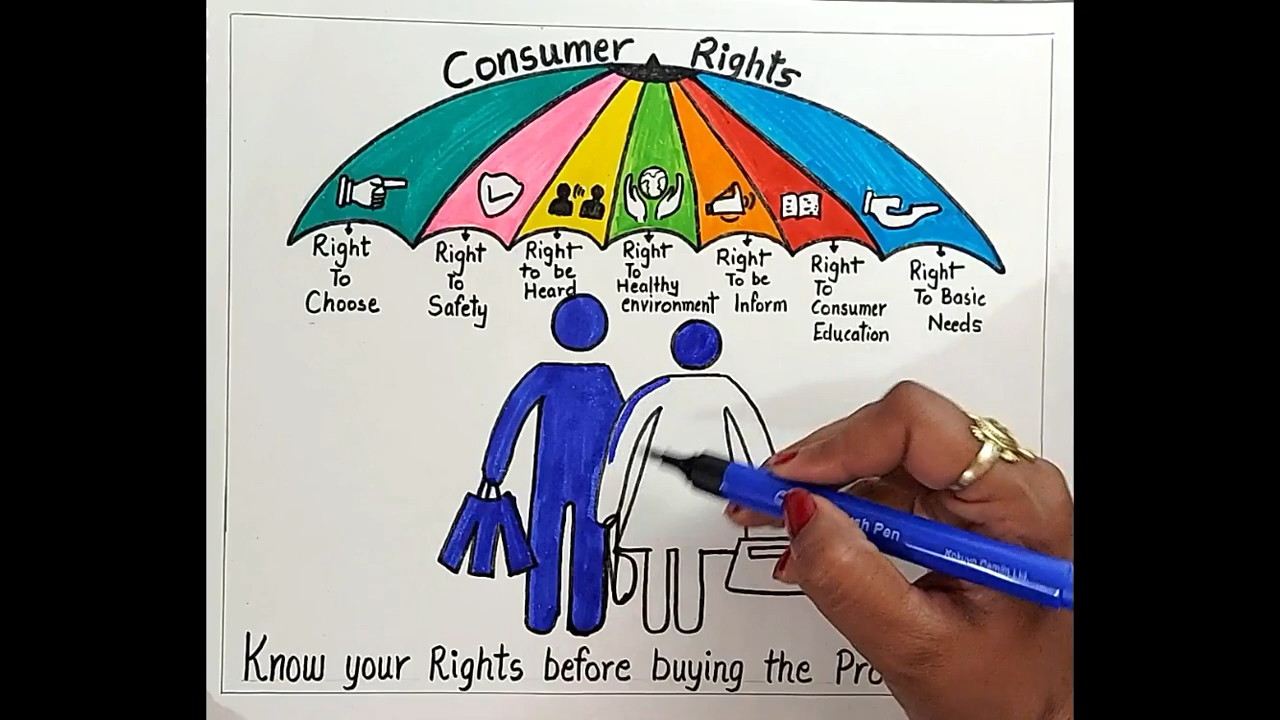 Consumer Rights
Right
To
Choose
Right
To
Safety
Right
to be
Heard
Right
To
Healthy
environment
Right
To be
Inform
Right
To
Consumer
Education
Right
To Basic
Needs
Pen
Know your Rights before buying the